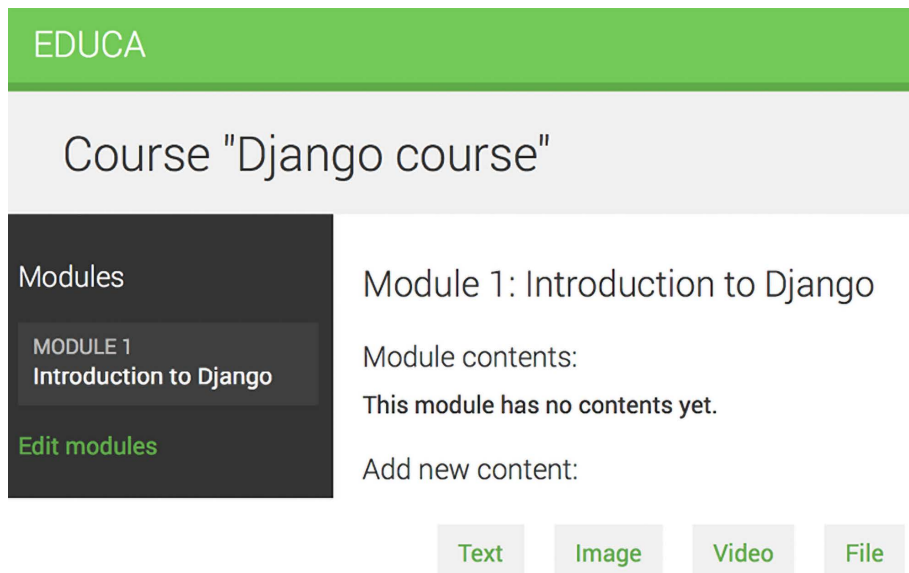 EDUCA
Course "Django course"
Modules
MODULE 1
Introduction to Django
Edit modules
Module 1: Introduction to Django
Module contents:
This module has no contents yet.
Add new content:
Text Image Video File